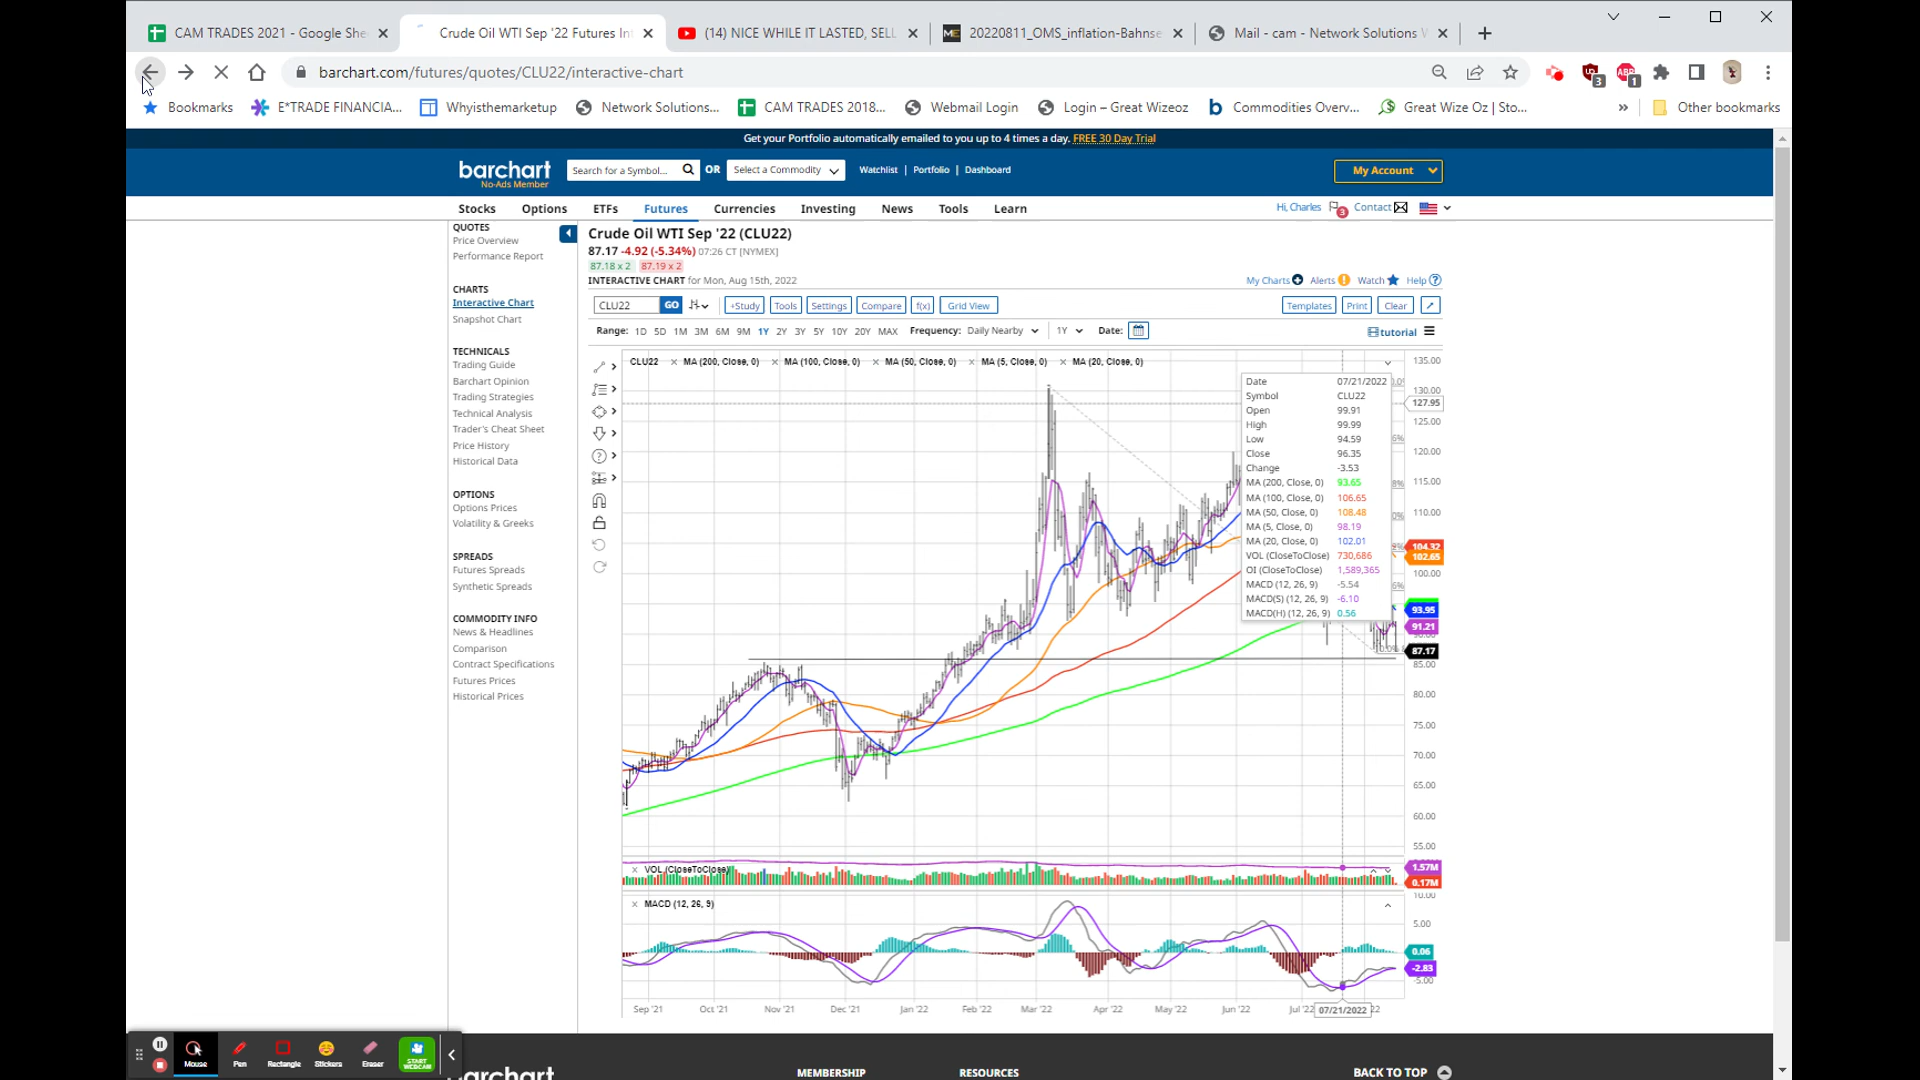 CAM TRADES 2021 - Google She
Crude Oil WTI Sep '22 Futures In
(14) NICE WHILE IT LASTED, SELL
20220811_OMS_inflation-Bahnse
Mail - cam - Network Solutions W
barchart.com/futures/quotes/CLU22/interactive-chart
3
ABP
1
Bookmarks
E*TRADE FINANCIA...
Whyisthemarketup
Network Solutions...
CAM TRADES 2018...
Webmail Login
Login – Great Wizeoz
Commodities Overv...
Great Wize Oz | Sto...
»
Other bookmarks
Get your Portfolio automatically emailed to you up to 4 times a day. FREE 30 Day Trial
barchart
No-Ads Member
Search for a Symbol...
OR
Select a Commodity
Watchlist | Portfolio | Dashboard
My Account
Stocks Options ETFs Futures Currencies Investing News Tools Learn
Hi, Charles
3
Contact
QUOTES
Price Overview
Performance Report
CHARTS
Interactive Chart
Snapshot Chart
TECHNICALS
Trading Guide
Barchart Opinion
Trading Strategies
Technical Analysis
Trader's Cheat Sheet
Price History
Historical Data
OPTIONS
Options Prices
Volatility & Greeks
SPREADS
Futures Spreads
Synthetic Spreads
COMMODITY INFO
News & Headlines
Comparison
Contract Specifications
Futures Prices
Historical Prices
Crude Oil WTI Sep '22 (CLU22)
87.17 -4.92 (-5.34%) 07:26 CT [NYMEX]
87.18 x 2 87.19 x 2
INTERACTIVE CHART for Mon, Aug 15th, 2022
My Charts Alerts Watch Help
CLU22 GO +Study Tools Settings Compare f(x) Grid View
Templates Print Clear
Range: 1D 5D 1M 3M 6M 9M 1Y 2Y 3Y 5Y 10Y 20Y MAX Frequency: Daily Nearby 1Y Date:
tutorial
CLU22 × MA (200, Close, 0) × MA (100, Close, 0) × MA (50, Close, 0) × MA (5, Close, 0) × MA (20, Close, 0)
Date 07/21/2022
Symbol CLU22
Open 99.91
High 99.99
Low 94.59
Close 96.35
Change -3.53
MA (200, Close, 0) 93.65
MA (100, Close, 0) 106.65
MA (50, Close, 0) 108.48
MA (5, Close, 0) 98.19
MA (20, Close, 0) 102.01
VOL (CloseToClose) 730,686
OI (CloseToClose) 1,589,365
MACD (12, 26, 9) -5.54
MACD(S) (12, 26, 9) -6.10
MACD(H) (12, 26, 9) 0.56
135.00
130.00
127.95
125.00
120.00
115.00
110.00
104.32
102.65
100.00
93.95
91.21
87.17
85.00
80.00
75.00
70.00
65.00
60.00
55.00
× VOL (CloseToClose)
1.57M
0.17M
× MACD (12, 26, 9)
10.00
5.00
0.06
-2.83
-5.00
Sep '21 Oct '21 Nov '21 Dec '21 Jan '22 Feb '22 Mar '22 Apr '22 May '22 Jun '22 Jul '22 07/21/2022 22
Mouse
Pen
Rectangle
Stickers
Eraser
START WEBCAM
barchart
MEMBERSHIP
RESOURCES
BACK TO TOP